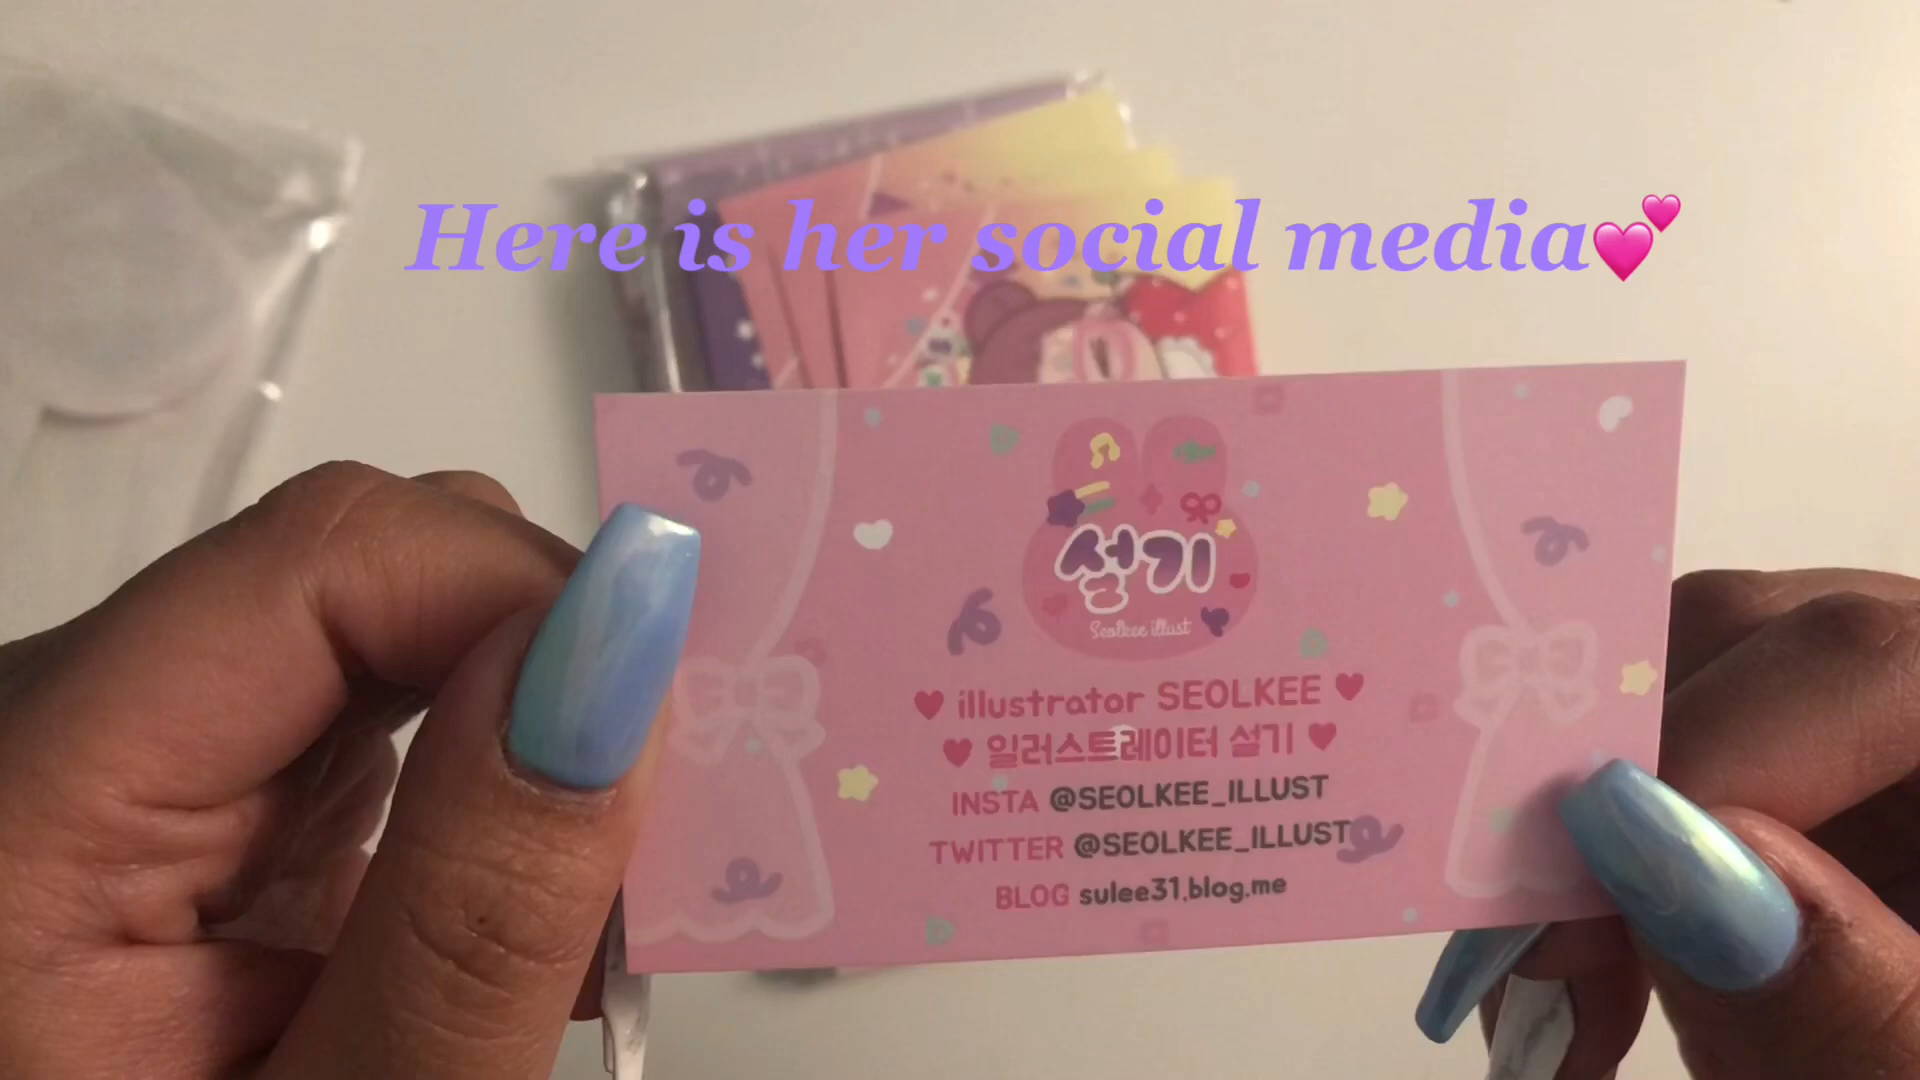 Here is her social media💕
설기
Seolkee illust
♥ illustrator SEOLKEE ♥
♥ 일러스트레이터 설기 ♥
INSTA @SEOLKEE_ILLUST
TWITTER @SEOLKEE_ILLUST
BLOG sulee31.blog.me